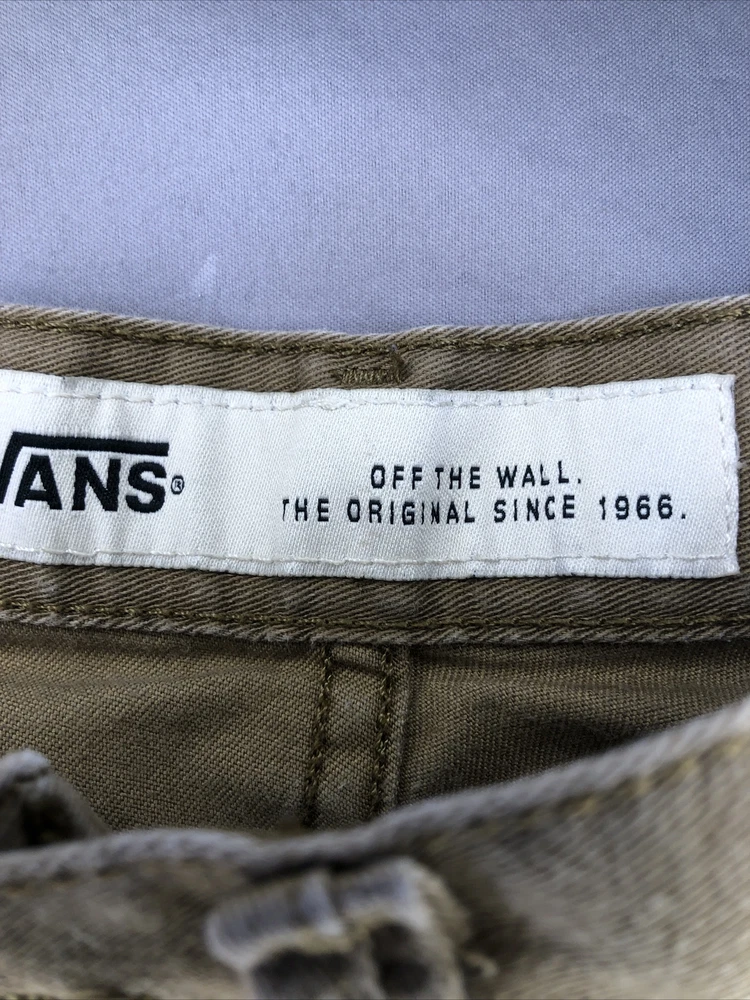 VANS®
OFF THE WALL.
THE ORIGINAL SINCE 1966.